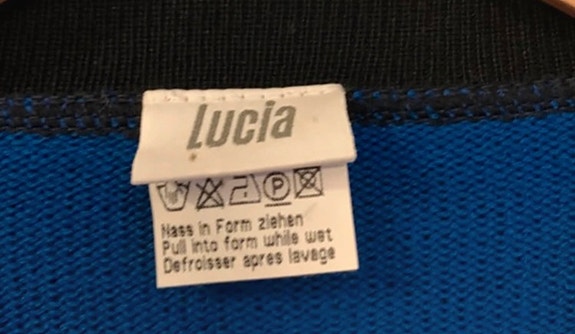 Lucia
P
Nass in Form ziehen
Pull into form while wet
Defroisser apres lavage